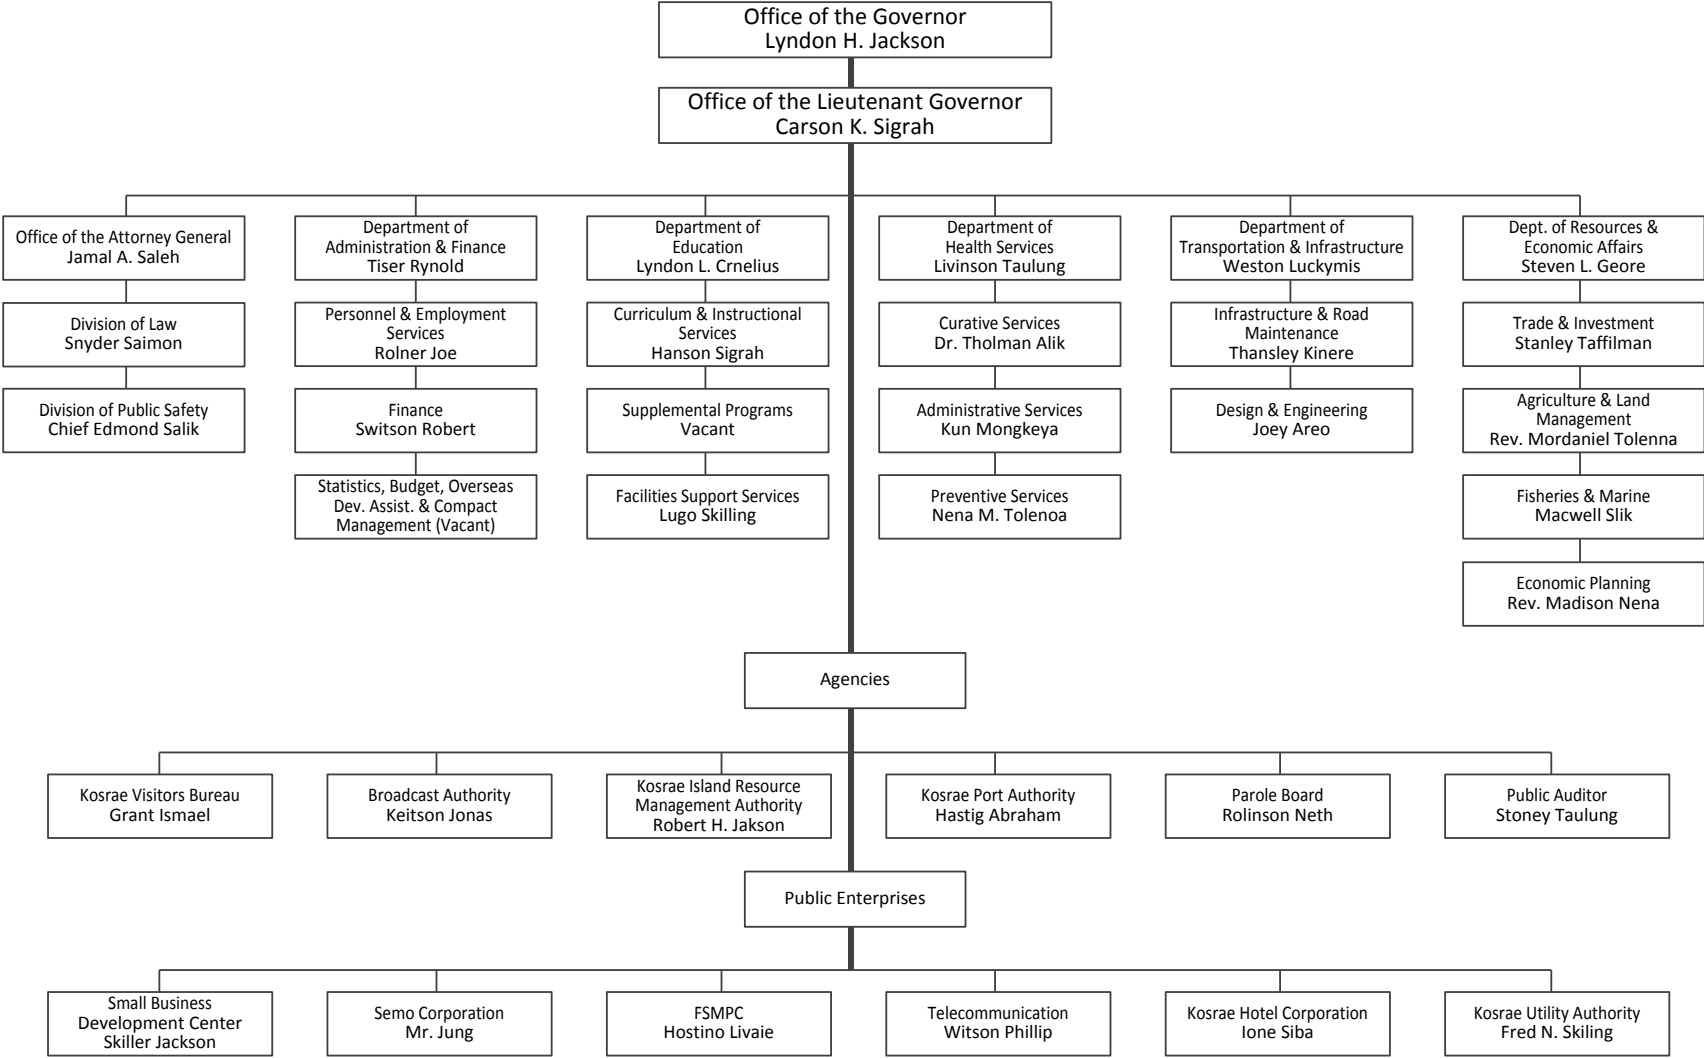 Office of the Governor
Lyndon H. Jackson
Office of the Lieutenant Governor
Carson K. Sigrah
Office of the Attorney General
Jamal A. Saleh
Department of
Administration & Finance
Tiser Rynold
Department of
Education
Lyndon L. Crnelius
Department of
Health Services
Livinson Taulung
Department of
Transportation & Infrastructure
Weston Luckymis
Dept. of Resources &
Economic Affairs
Steven L. Geore
Division of Law
Snyder Saimon
Personnel & Employment
Services
Rolner Joe
Curriculum & Instructional
Services
Hanson Sigrah
Curative Services
Dr. Tholman Alik
Infrastructure & Road
Maintenance
Thansley Kinere
Trade & Investment
Stanley Taffilman
Division of Public Safety
Chief Edmond Salik
Finance
Switson Robert
Supplemental Programs
Vacant
Administrative Services
Kun Mongkeya
Design & Engineering
Joey Areo
Agriculture & Land
Management
Rev. Mordaniel Tolenna
Statistics, Budget, Overseas
Dev. Assist. & Compact
Management (Vacant)
Facilities Support Services
Lugo Skilling
Preventive Services
Nena M. Tolenoa
Fisheries & Marine
Macwell Slik
Economic Planning
Rev. Madison Nena
Agencies
Kosrae Visitors Bureau
Grant Ismael
Broadcast Authority
Keitson Jonas
Kosrae Island Resource
Management Authority
Robert H. Jakson
Kosrae Port Authority
Hastig Abraham
Parole Board
Rolinson Neth
Public Auditor
Stoney Taulung
Public Enterprises
Small Business
Development Center
Skiller Jackson
Semo Corporation
Mr. Jung
FSMPC
Hostino Livaie
Telecommunication
Witson Phillip
Kosrae Hotel Corporation
Ione Siba
Kosrae Utility Authority
Fred N. Skiling